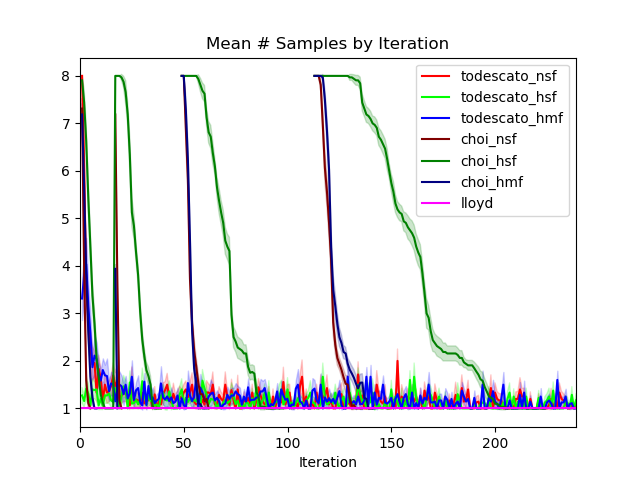 Mean # Samples by Iteration
8
7
6
5
4
3
2
1
0
50
100
150
200
Iteration
todescato_nsf
todescato_hsf
todescato_hmf
choi_nsf
choi_hsf
choi_hmf
lloyd